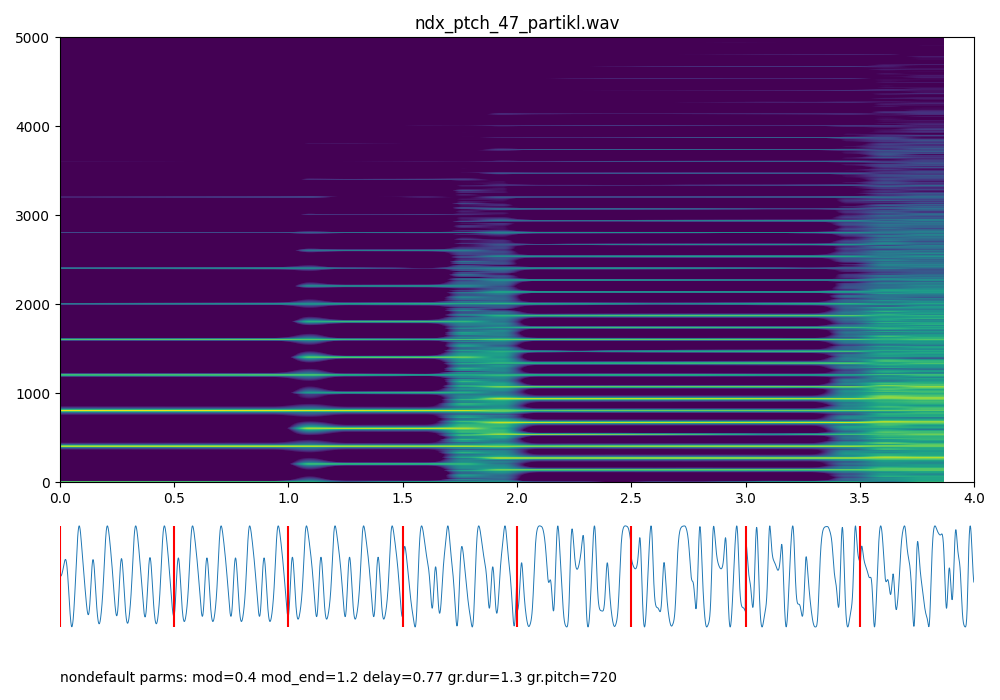 ndx_ptch_47_partikl.wav
5000
4000
3000
2000
1000
0
0.0 0.5 1.0 1.5 2.0 2.5 3.0 3.5 4.0
nondefault parms: mod=0.4 mod_end=1.2 delay=0.77 gr.dur=1.3 gr.pitch=720